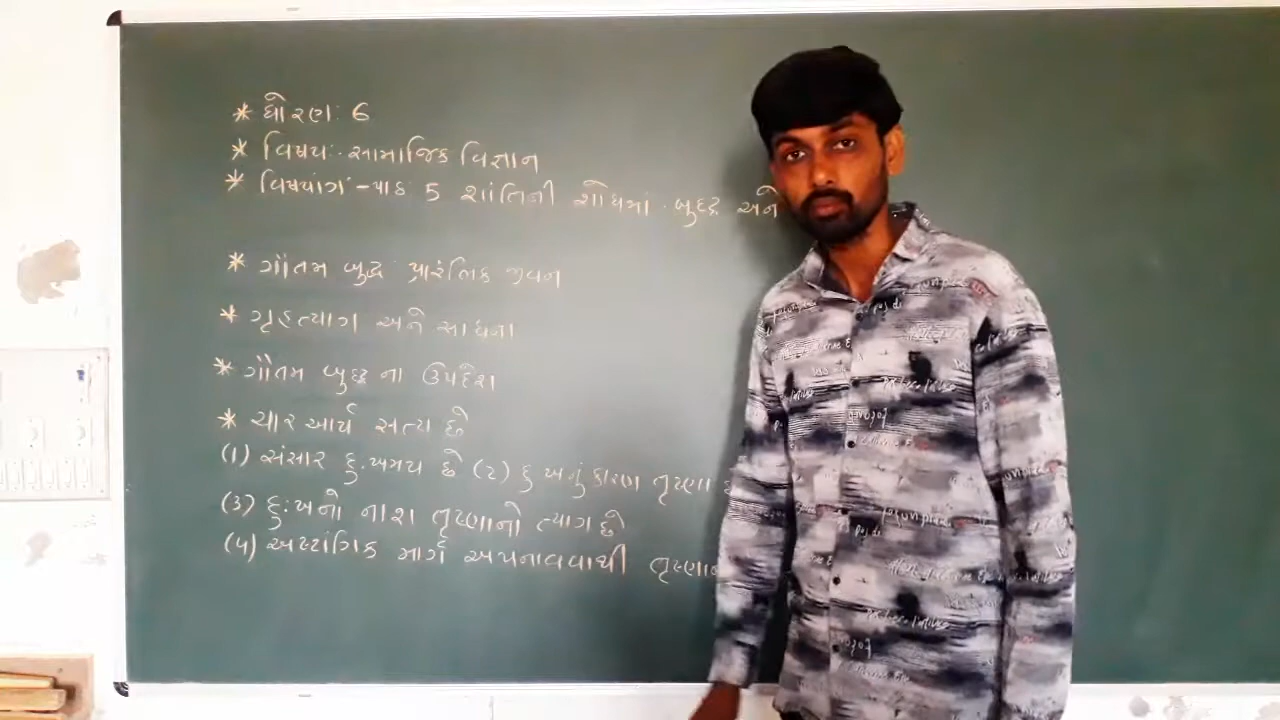 * ધોરણ: 6
* વિષય:- સામાજિક વિજ્ઞાન
* વિષયાંગ - પાઠ 5 શાંતિની શોધમાં . બુદ્ધ અને
* ગૌતમ બુદ્ધ પ્રારંભિક જીવન
* ગૃહત્યાગ અને સાધના
* ગૌતમ બુદ્ધ ના ઉપદેશ
* ચાર આર્ય સત્ય છે
(1) સંસાર દુ:ખમય છે (2) દુ:ખનું કારણ તૃષ્ણા
(3) દુ:ખનો નાશ તૃષ્ણાનો ત્યાગ છે
(4) અષ્ટાંગિક માર્ગ અપનાવવાથી